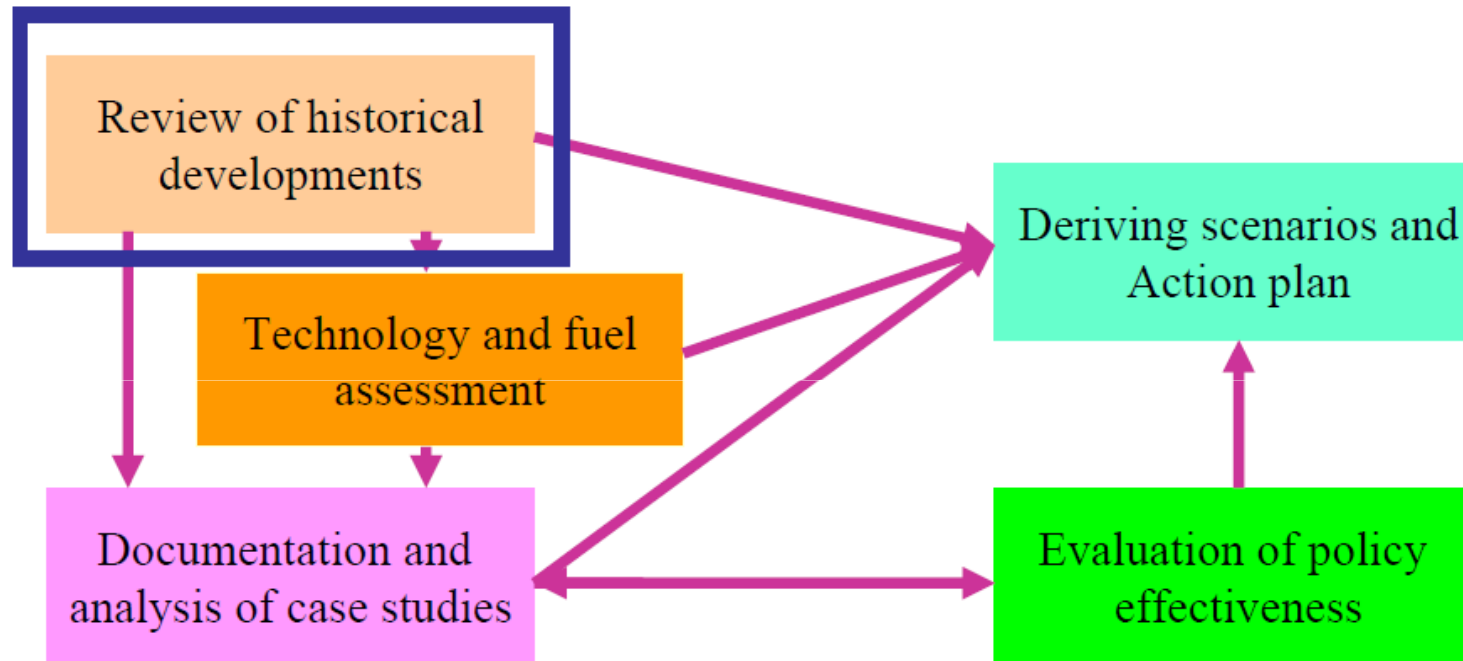 Review of historical
developments
Deriving scenarios and
Action plan
Technology and fuel
assessment
Documentation and
analysis of case studies
Evaluation of policy
effectiveness